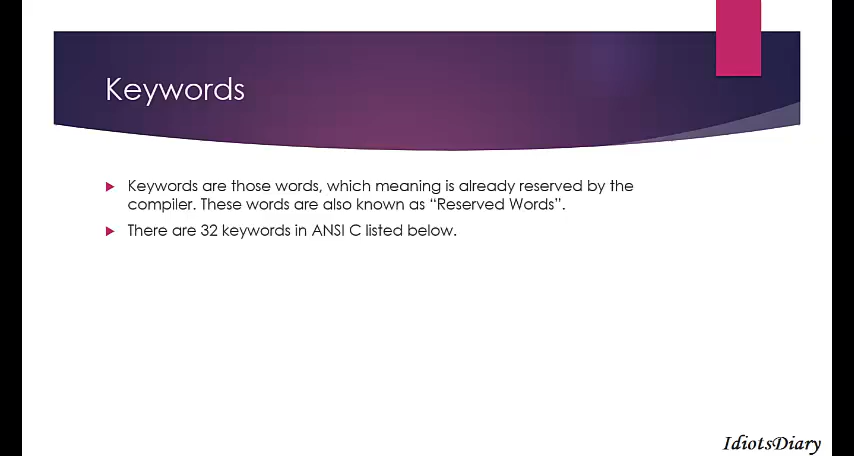 Keywords
Keywords are those words, which meaning is already reserved by the
compiler. These words are also known as “Reserved Words”.
There are 32 keywords in ANSI C listed below.
IdiotsDiary